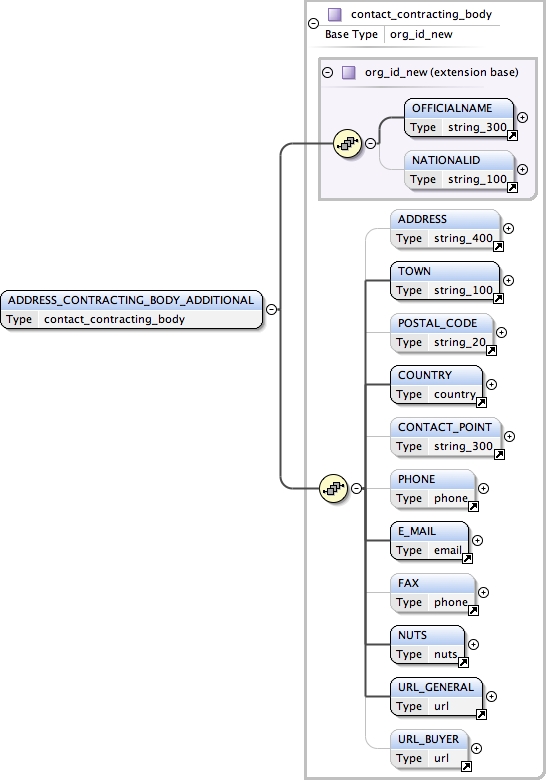 contact_contracting_body
Base Type org_id_new
org_id_new (extension base)
OFFICIALNAME
Type string_300
NATIONALID
Type string_100
ADDRESS
Type string_400
ADDRESS_CONTRACTING_BODY_ADDITIONAL
Type contact_contracting_body
TOWN
Type string_100
POSTAL_CODE
Type string_20
COUNTRY
Type country
CONTACT_POINT
Type string_300
PHONE
Type phone
E_MAIL
Type email
FAX
Type phone
NUTS
Type nuts
URL_GENERAL
Type url
URL_BUYER
Type url